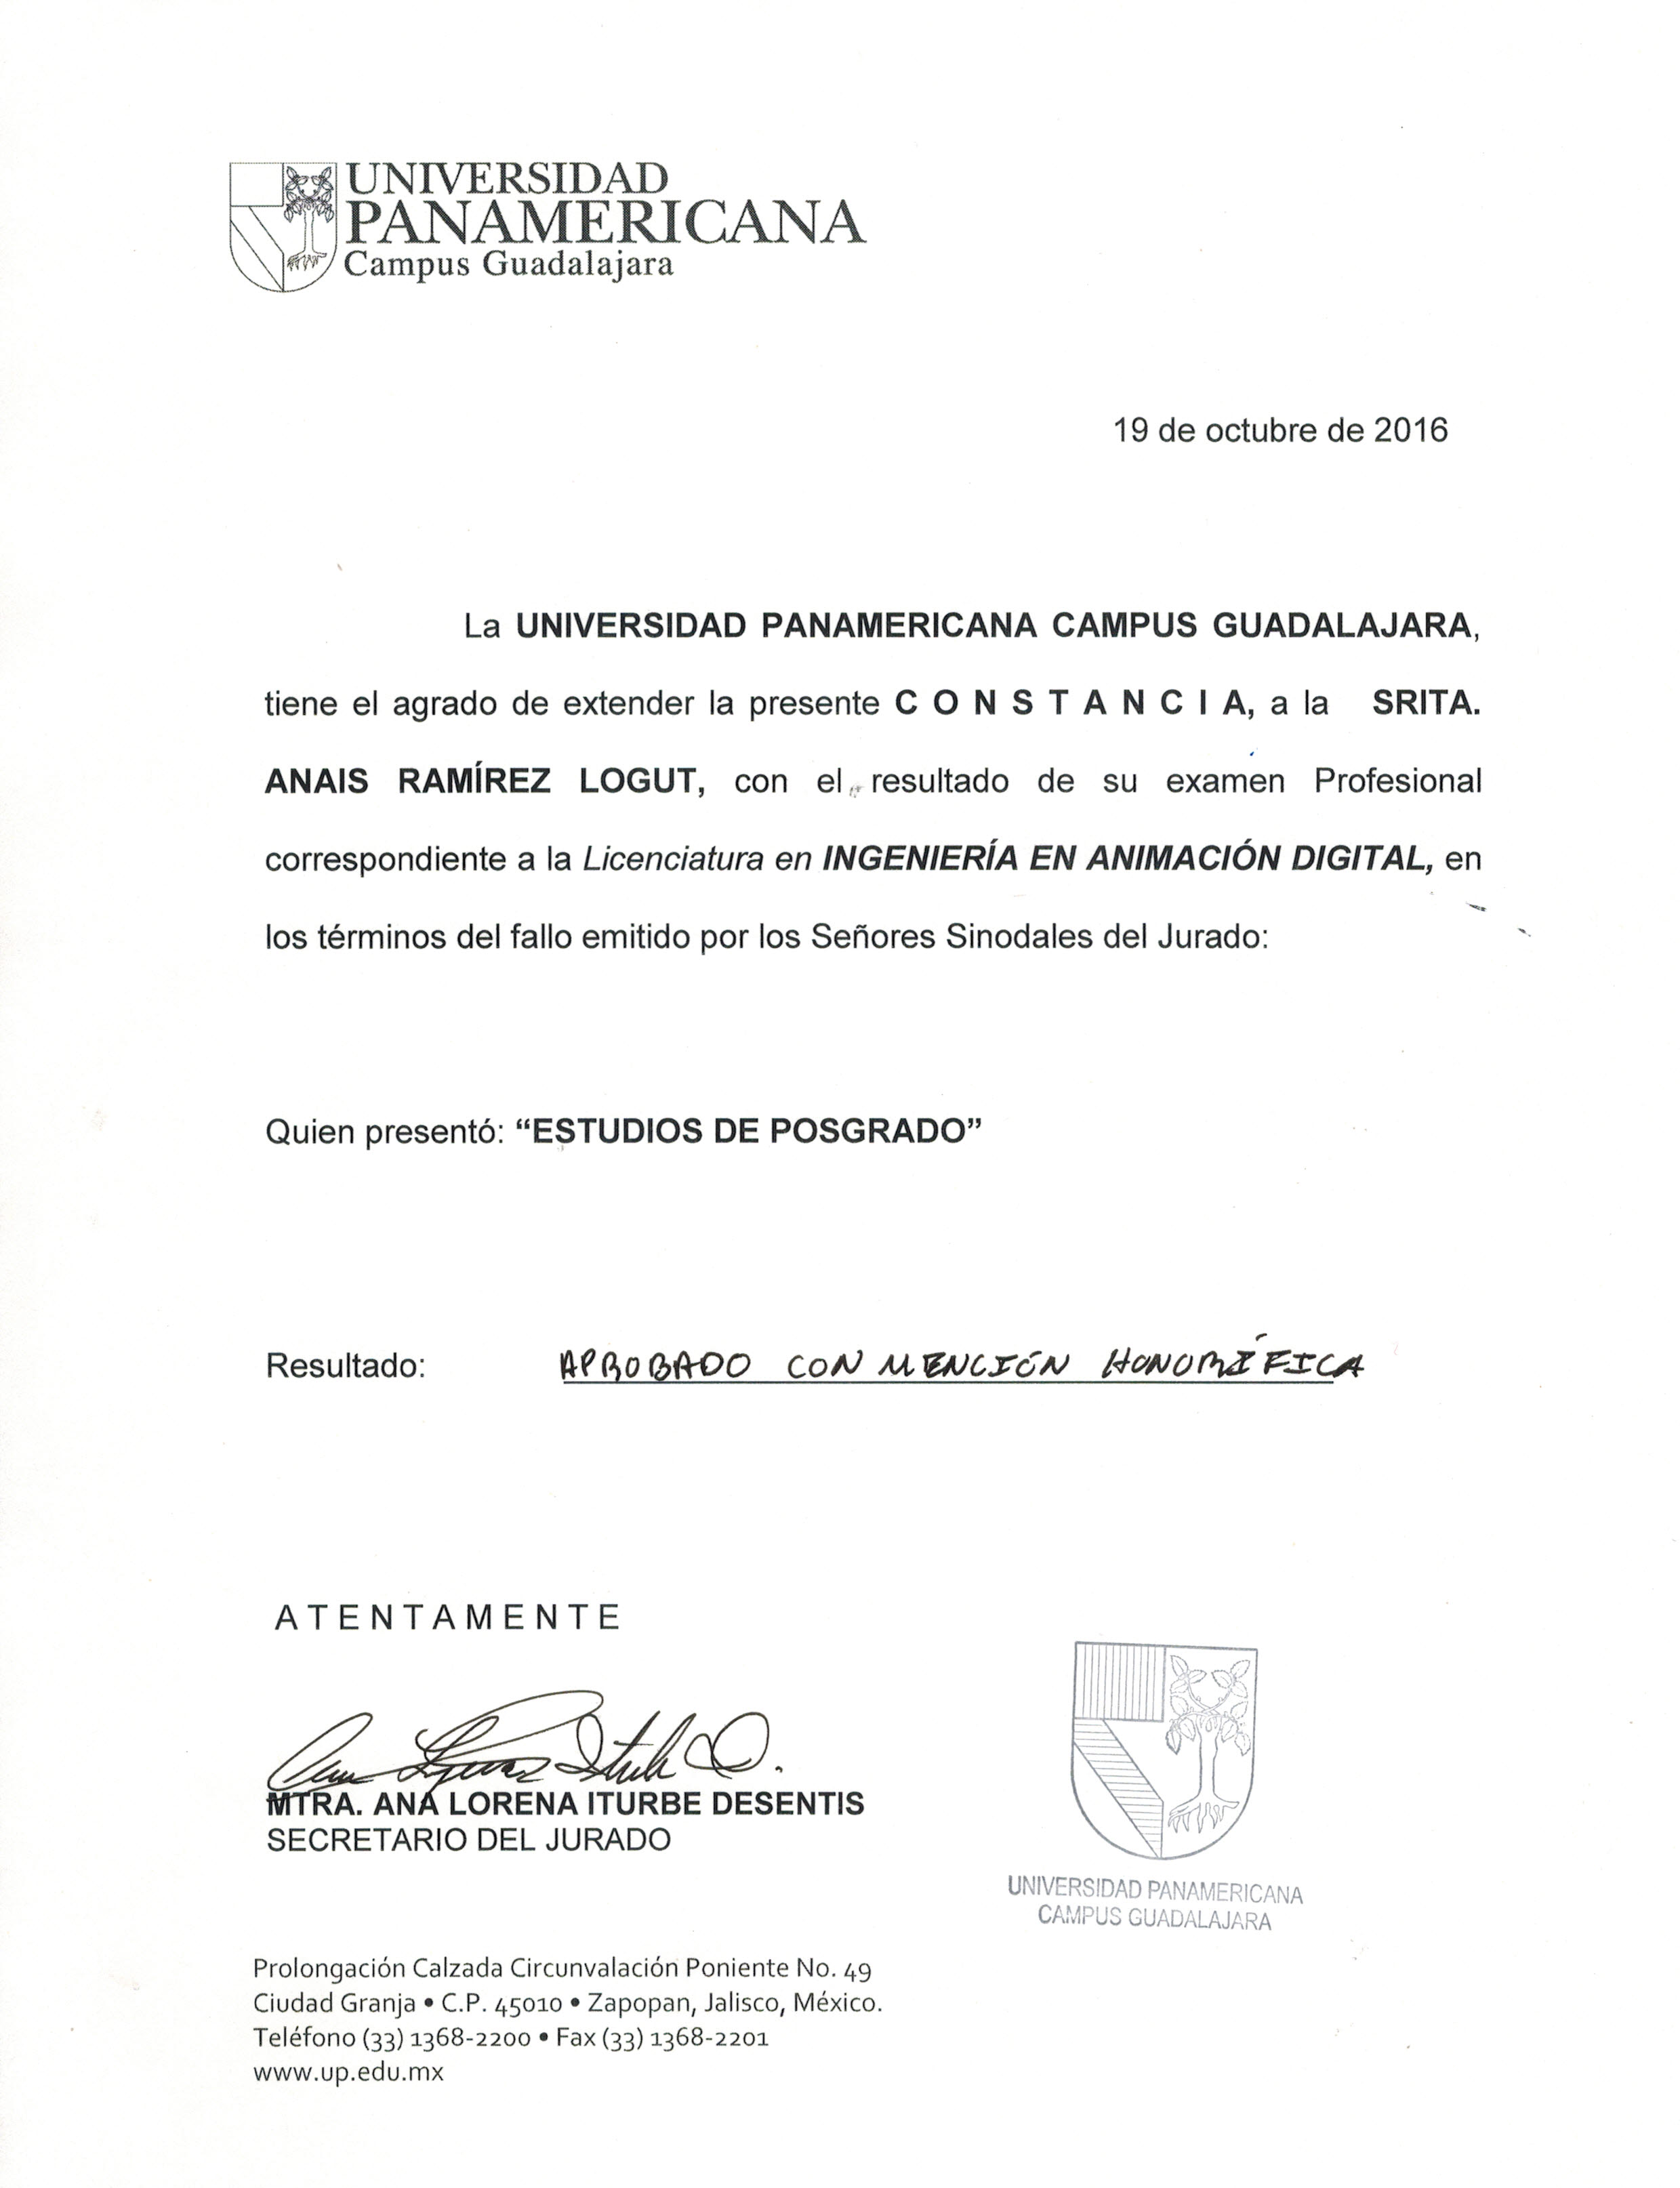 UNIVERSIDAD
PANAMERICANA
Campus Guadalajara
19 de octubre de 2016
La UNIVERSIDAD PANAMERICANA CAMPUS GUADALAJARA,
tiene el agrado de extender la presente C O N S T A N C I A, a la SRITA.
ANAIS RAMÍREZ LOGUT, con el resultado de su examen Profesional
correspondiente a la Licenciatura en INGENIERÍA EN ANIMACIÓN DIGITAL, en
los términos del fallo emitido por los Señores Sinodales del Jurado:
Quien presentó: “ESTUDIOS DE POSGRADO”
Resultado: APROBADO CON MENCIÓN HONORÍFICA
A T E N T A M E N T E
MTRA. ANA LORENA ITURBE DESENTIS
SECRETARIO DEL JURADO
UNIVERSIDAD PANAMERICANA
CAMPUS GUADALAJARA
Prolongación Calzada Circunvalación Poniente No. 49
Ciudad Granja • C.P. 45010 • Zapopan, Jalisco, México.
Teléfono (33) 1368-2200 • Fax (33) 1368-2201
www.up.edu.mx